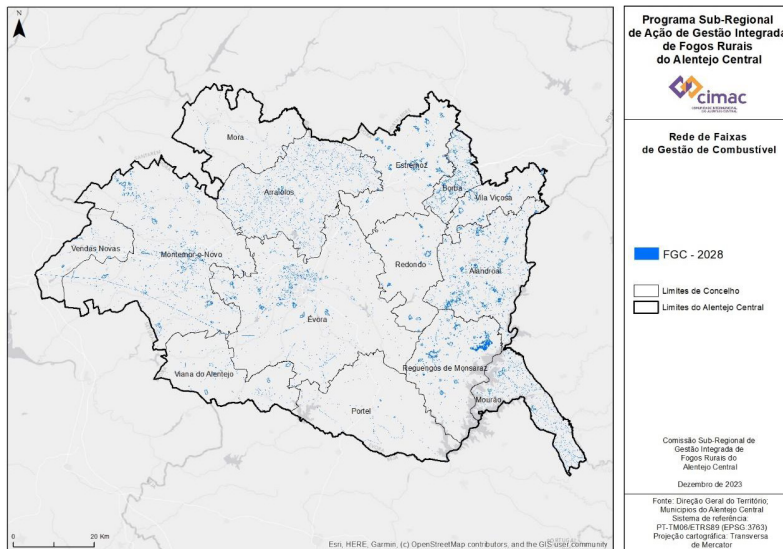 N
Mora
Arraiolos
Estremoz
Borba
Vila Viçosa
Vendas Novas
Montemor-o-Novo
Redondo
Alandroal
Évora
Viana do Alentejo
Reguengos de Monsaraz
Portel
Mourão
0 20 Km
Esri, HERE, Garmin, (c) OpenStreetMap contributors, and the GIS user community
Programa Sub-Regional
de Ação de Gestão Integrada
de Fogos Rurais
do Alentejo Central
cimac
Rede de Faixas
de Gestão de Combustível
FGC - 2028
Limites de Concelho
Limites do Alentejo Central
Comissão Sub-Regional de
Gestão Integrada de
Fogos Rurais do
Alentejo Central
Dezembro de 2023
Fonte: Direção Geral do Território;
Municipios do Alentejo Central
Sistema de referência:
PT-TM06/ETRS89 (EPSG:3763)
Projeção cartográfica: Transversa
de Mercator